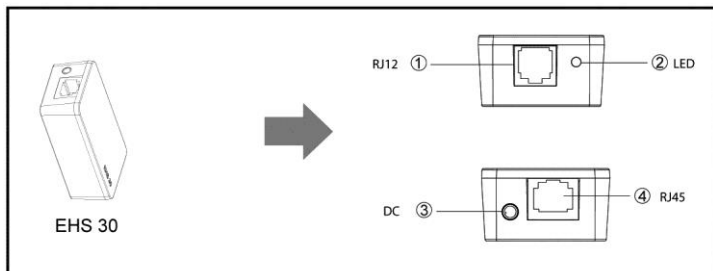 RJ12 ①
② LED
DC ③
④ RJ45
EHS 30